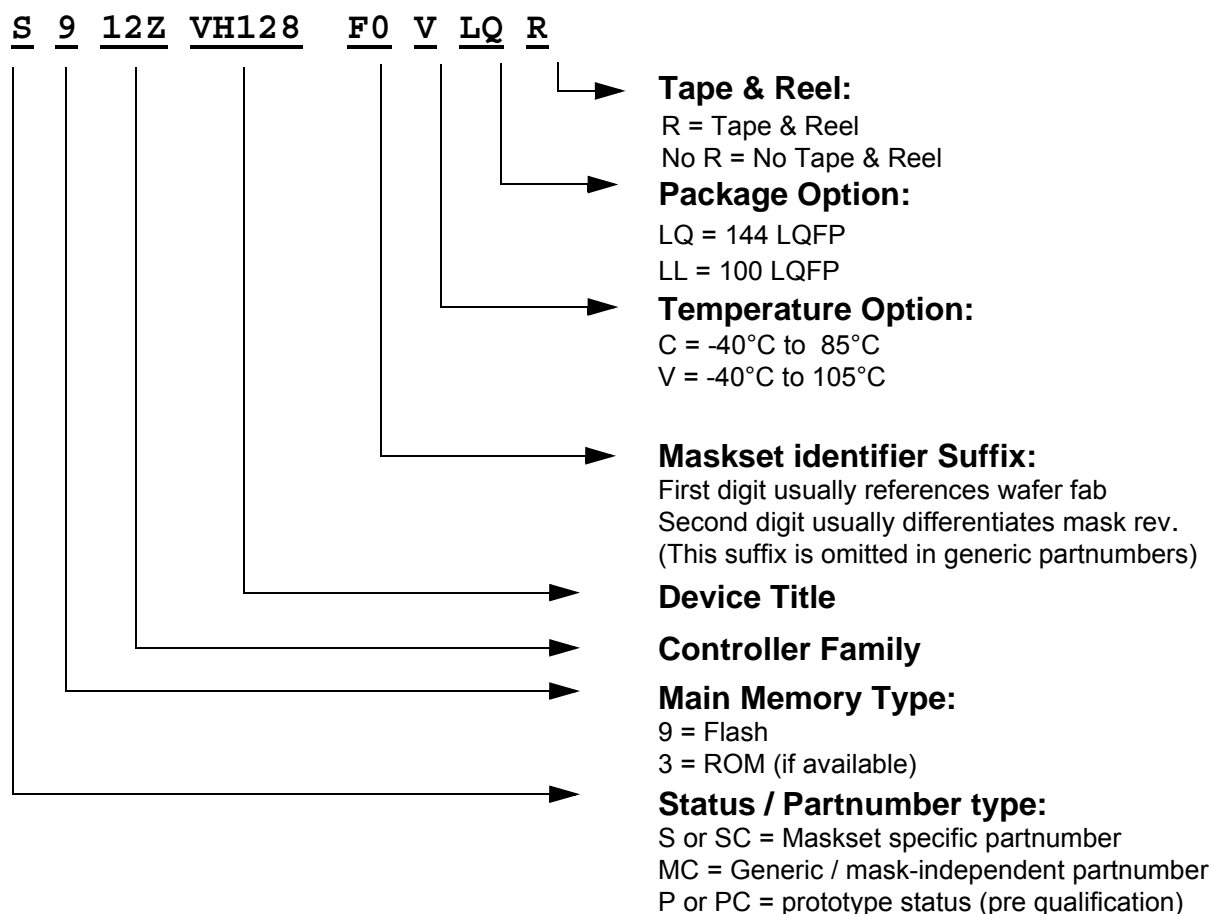 S 9 12Z VH128 F0 V LQ R
Tape & Reel:
R = Tape & Reel
No R = No Tape & Reel
Package Option:
LQ = 144 LQFP
LL = 100 LQFP
Temperature Option:
C = -40°C to 85°C
V = -40°C to 105°C
Maskset identifier Suffix:
First digit usually references wafer fab
Second digit usually differentiates mask rev.
(This suffix is omitted in generic partnumbers)
Device Title
Controller Family
Main Memory Type:
9 = Flash
3 = ROM (if available)
Status / Partnumber type:
S or SC = Maskset specific partnumber
MC = Generic / mask-independent partnumber
P or PC = prototype status (pre qualification)